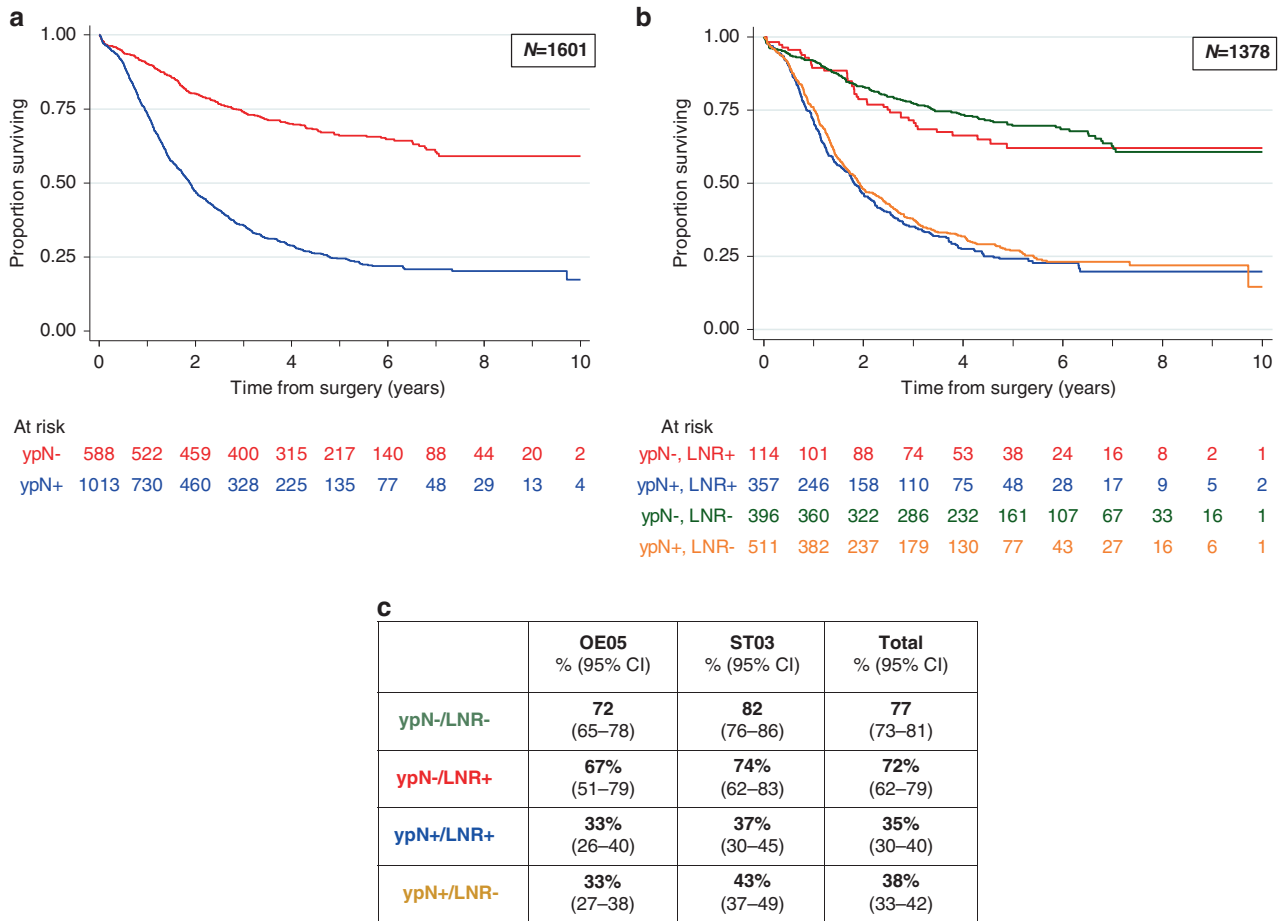 a
N=1601
1.00
0.75
0.50
0.25
0.00
Proportion surviving
0 2 4 6 8 10
Time from surgery (years)
At risk
ypN- 588 522 459 400 315 217 140 88 44 20 2
ypN+ 1013 730 460 328 225 135 77 48 29 13 4
b
N=1378
1.00
0.75
0.50
0.25
0.00
Proportion surviving
0 2 4 6 8 10
Time from surgery (years)
At risk
ypN-, LNR+ 114 101 88 74 53 38 24 16 8 2 1
ypN+, LNR+ 357 246 158 110 75 48 28 17 9 5 2
ypN-, LNR- 396 360 322 286 232 161 107 67 33 16 1
ypN+, LNR- 511 382 237 179 130 77 43 27 16 6 1
c
OE05 ST03 Total
% (95% CI) % (95% CI) % (95% CI)
ypN-/LNR- 72 82 77
(65–78) (76–86) (73–81)
ypN-/LNR+ 67% 74% 72%
(51–79) (62–83) (62–79)
ypN+/LNR+ 33% 37% 35%
(26–40) (30–45) (30–40)
ypN+/LNR- 33% 43% 38%
(27–38) (37–49) (33–42)